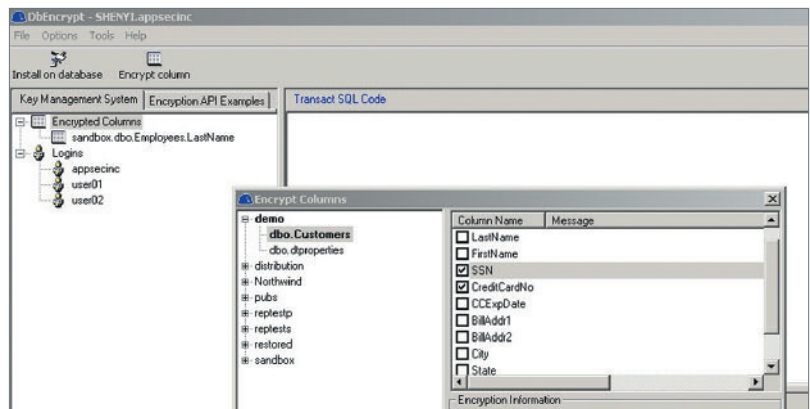 DbEncrypt - SHENYI.appsecinc
File Options Tools Help
Install on database Encrypt column
Key Management System Encryption API Examples
Transact SQL Code
Encrypted Columns
sandbox.dbo.Employees.LastName
Logins
appsecinc
user01
user02
Encrypt Columns
demo
dbo.Customers
dbo.dtproperties
distribution
Northwind
pubs
replestp
replests
restored
sandbox
Column Name Message
LastName
FirstName
SSN
CreditCardNo
CCExpDate
BillAddr1
BillAddr2
City
State
Encryption Information